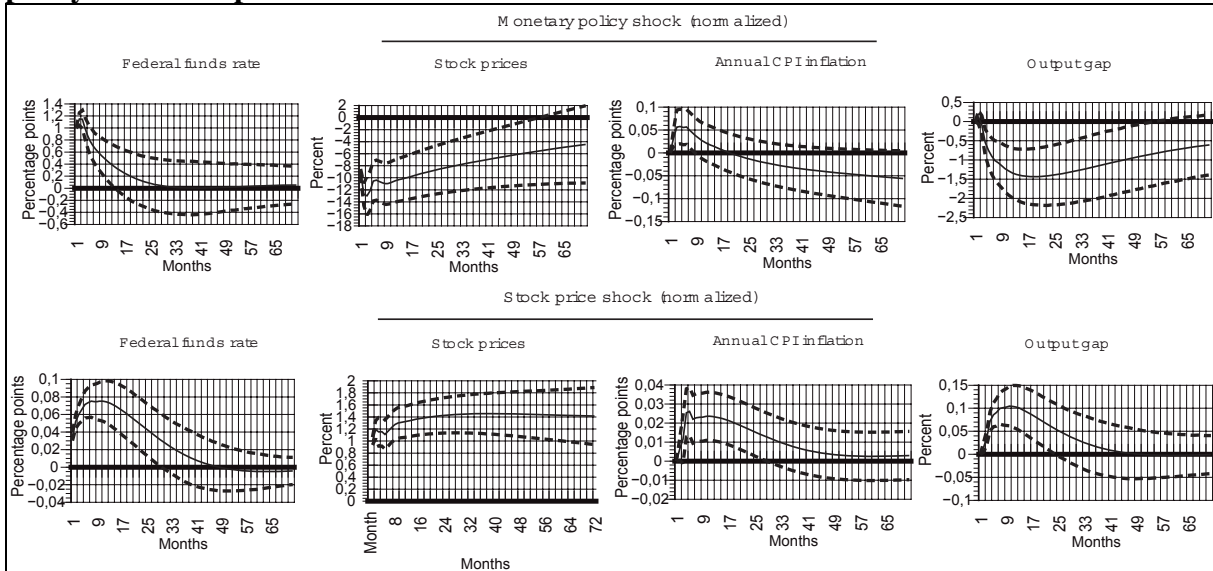 Monetary policy shock (normalized)
Federal funds rate
Percentage points
1,4
1,2
1
0,8
0,6
0,4
0,2
0
−0,2
−0,4
−0,6
1 9 17 25 33 41 49 57 65
Months
Stock prices
Percent
2
0
−2
−4
−6
−8
−10
−12
−14
−16
−18
1 9 17 25 33 41 49 57 65
Months
Annual CPI inflation
Percentage points
0,1
0,05
0
−0,05
−0,1
−0,15
1 9 17 25 33 41 49 57 65
Months
Output gap
Percent
0,5
0
−0,5
−1
−1,5
−2
−2,5
1 9 17 25 33 41 49 57 65
Months
Stock price shock (normalized)
Federal funds rate
Percentage points
0,1
0,08
0,06
0,04
0,02
0
−0,02
−0,04
1 9 17 25 33 41 49 57 65
Months
Stock prices
Percent
2
1,8
1,6
1,4
1,2
1
0,8
0,6
0,4
0,2
0
Month 8 16 24 32 40 48 56 64 72
Months
Annual CPI inflation
Percentage points
0,04
0,03
0,02
0,01
0
−0,01
−0,02
1 9 17 25 33 41 49 57 65
Months
Output gap
Percent
0,15
0,1
0,05
0
−0,05
−0,1
1 9 17 25 33 41 49 57 65
Months